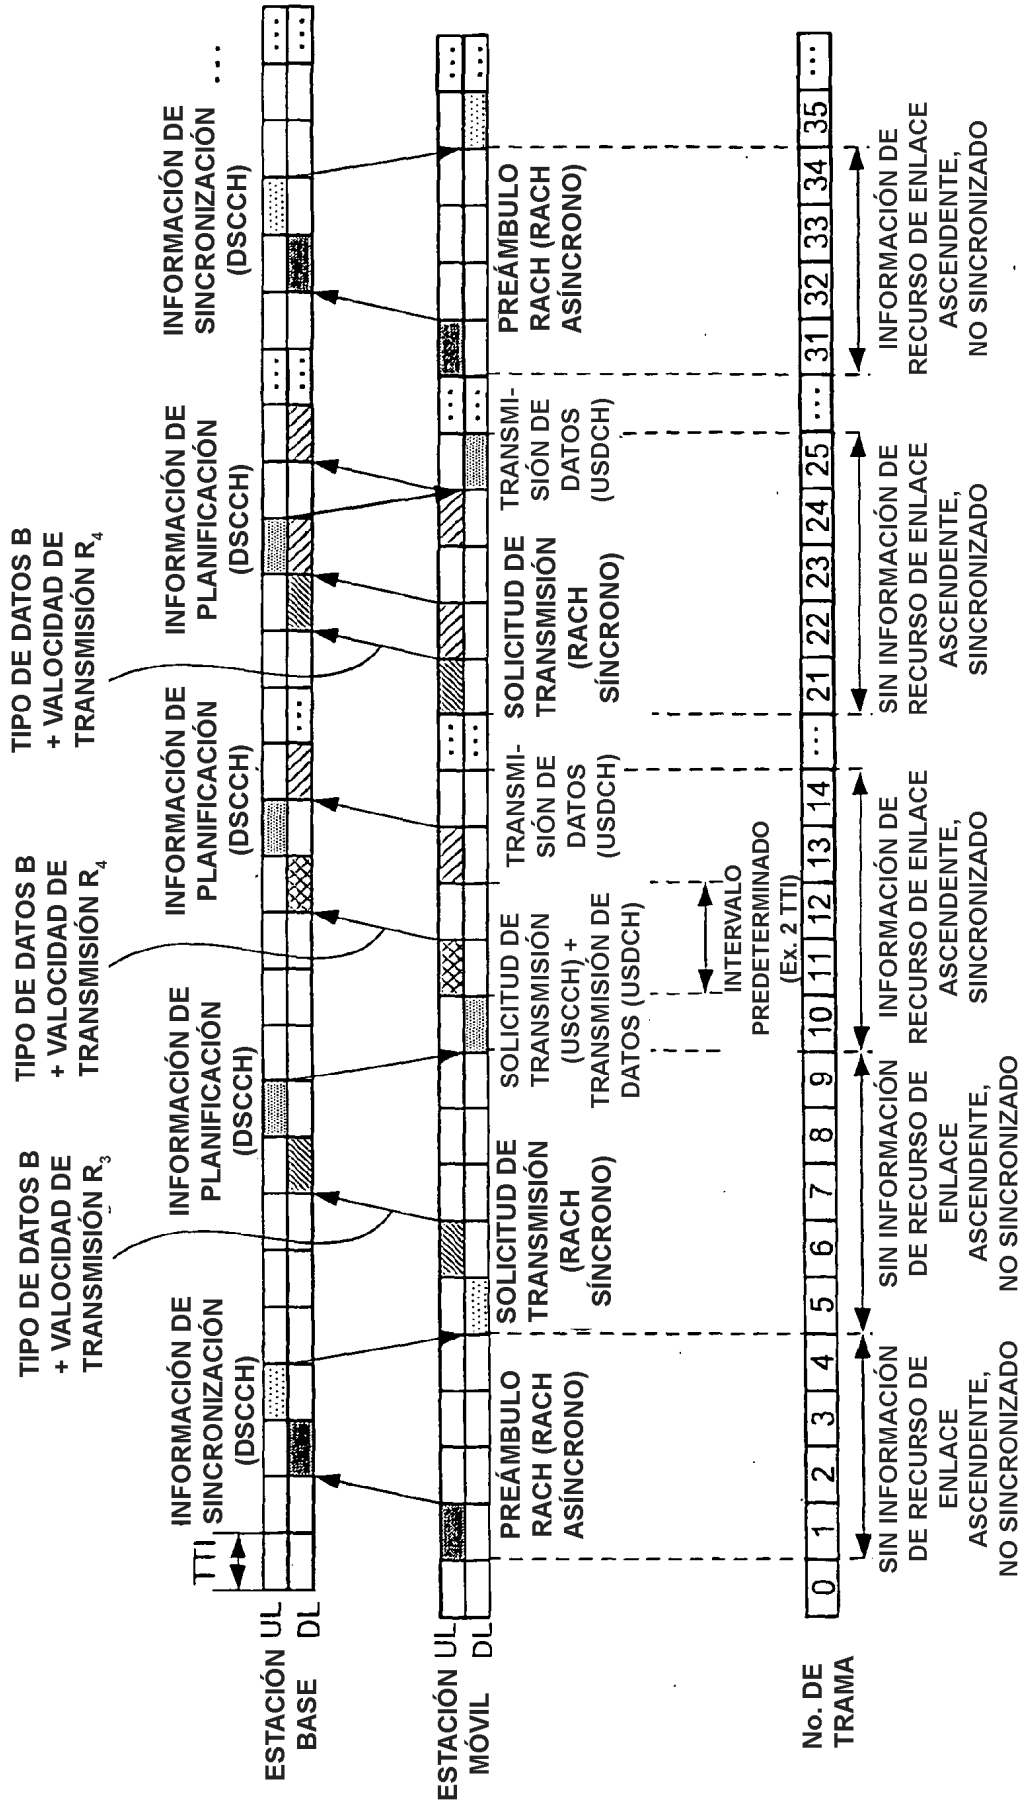 TIPO DE DATOS B
+ VALOCIDAD DE
TRANSMISIÓN R3
TIPO DE DATOS B
+ VALOCIDAD DE
TRANSMISIÓN R4
TIPO DE DATOS B
+ VALOCIDAD DE
TRANSMISIÓN R4
TTI
INFORMACIÓN DE
SINCRONIZACIÓN
(DSCCH)
INFORMACIÓN DE
PLANIFICACIÓN
(DSCCH)
INFORMACIÓN DE
PLANIFICACIÓN
(DSCCH)
INFORMACIÓN DE
PLANIFICACIÓN
(DSCCH)
INFORMACIÓN DE
SINCRONIZACIÓN
(DSCCH)
...
ESTACIÓN UL
BASE DL
... ... ...
... ...
ESTACIÓN UL
MÓVIL DL
... ... ...
... ... ...
PREÁMBULO
RACH (RACH
ASÍNCRONO)
SOLICITUD DE
TRANSMISIÓN
(RACH
SÍNCRONO)
SOLICITUD DE
TRANSMISIÓN
(USCCH) +
TRANSMISIÓN DE
DATOS (USDCH)
TRANSMI-
SIÓN DE
DATOS
(USDCH)
SOLICITUD DE
TRANSMISIÓN
(RACH
SÍNCRONO)
TRANSMI-
SIÓN DE
DATOS
(USDCH)
PREÁMBULO
RACH (RACH
ASÍNCRONO)
INTERVALO
PREDETERMINADO
(Ex. 2 TTI)
No. DE
TRAMA
0 1 2 3 4 5 6 7 8 9 10 11 12 13 14 ... 21 22 23 24 25 ... 31 32 33 34 35 ...
SIN INFORMACIÓN
DE RECURSO DE
ENLACE
ASCENDENTE,
NO SINCRONIZADO
SIN INFORMACIÓN
DE RECURSO DE
ENLACE
ASCENDENTE,
NO SINCRONIZADO
INFORMACIÓN DE
RECURSO DE ENLACE
ASCENDENTE,
SINCRONIZADO
SIN INFORMACIÓN DE
RECURSO DE ENLACE
ASCENDENTE,
SINCRONIZADO
INFORMACIÓN DE
RECURSO DE ENLACE
ASCENDENTE,
NO SINCRONIZADO